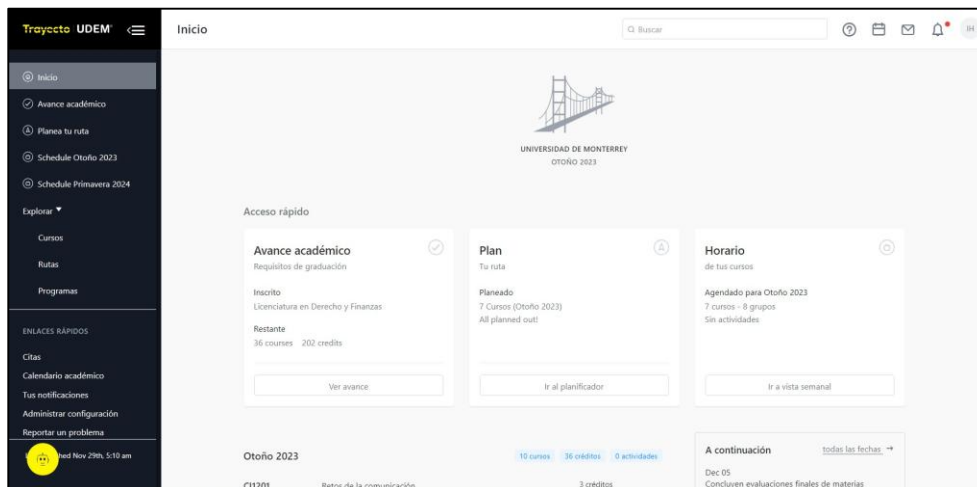 Trayecto UDEM
Inicio
Buscar
IH
Inicio
Avance académico
Planea tu ruta
Schedule Otoño 2023
Schedule Primavera 2024
Explorar
Cursos
Rutas
Programas
ENLACES RÁPIDOS
Citas
Calendario académico
Tus notificaciones
Administrar configuración
Reportar un problema
hed Nov 29th, 5:10 am
UNIVERSIDAD DE MONTERREY
OTOÑO 2023
Acceso rápido
Avance académico
Requisitos de graduación
Inscrito
Licenciatura en Derecho y Finanzas
Restante
36 courses 202 credits
Ver avance
Plan
Tu ruta
Planeado
7 Cursos (Otoño 2023)
All planned out!
Ir al planificador
Horario
de tus cursos
Agendado para Otoño 2023
7 cursos - 8 grupos
Sin actividades
Ir a vista semanal
Otoño 2023 10 cursos 36 créditos 0 actividades
CI1201 Retos de la comunicación 3 créditos
A continuación todas las fechas →
Dec 05
Concluyen evaluaciones finales de materias